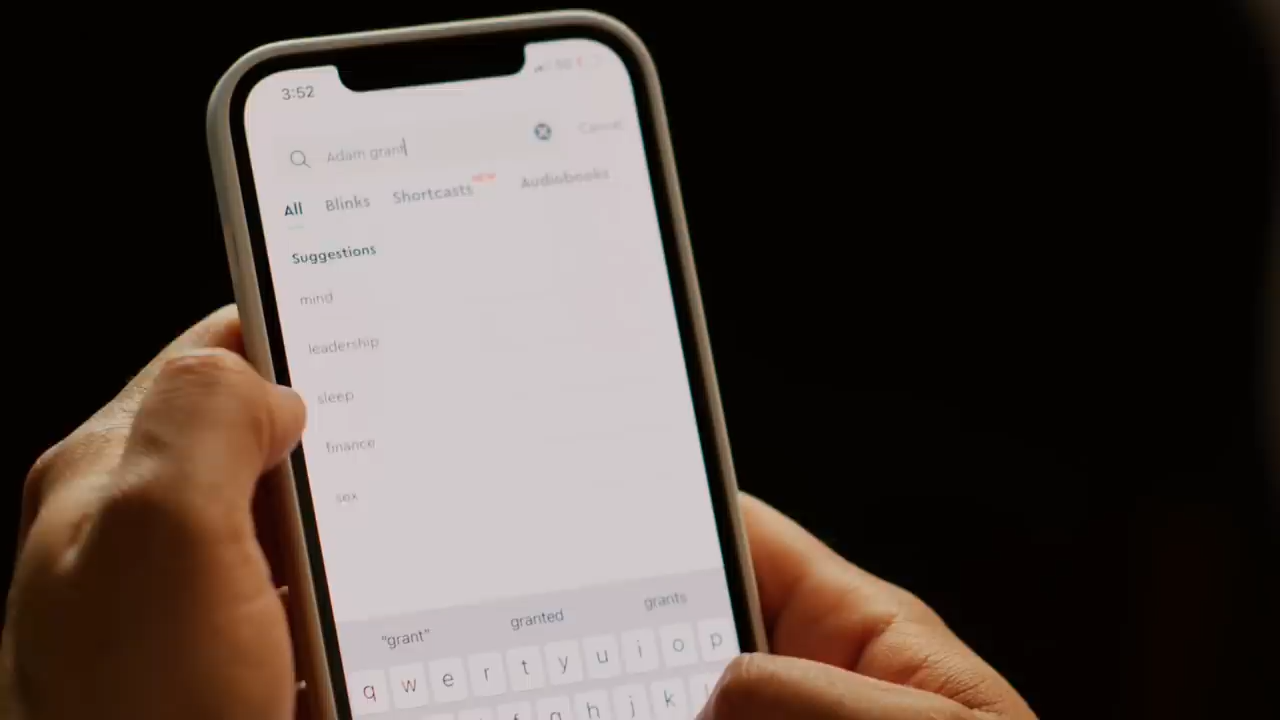 3:52
5G
Adam grant
Cancel
All Blinks Shortcasts NEW Audiobooks
Suggestions
mind
leadership
sleep
finance
sex
"grant" granted grants
q w e r t y u i o p
f g h j k l